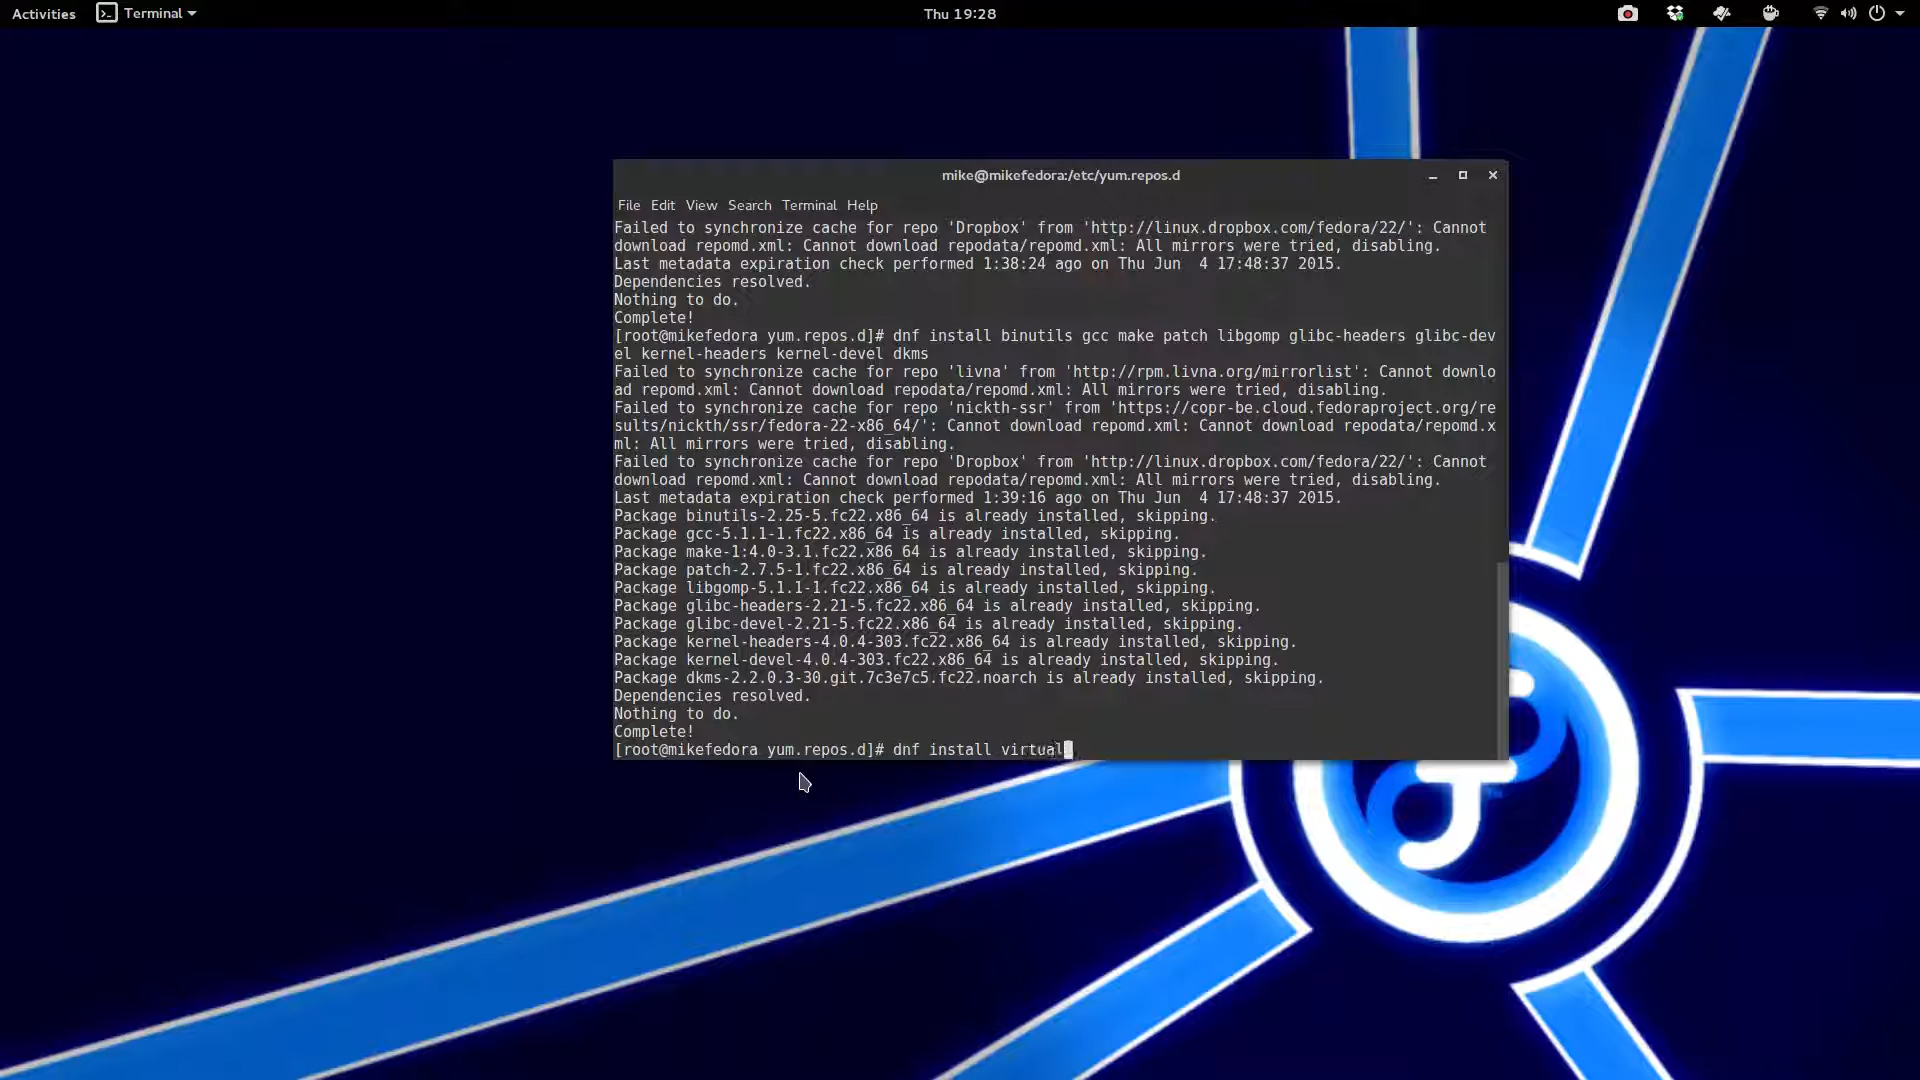 Activities Terminal Thu 19:28
mike@mikefedora:/etc/yum.repos.d
File Edit View Search Terminal Help
Failed to synchronize cache for repo 'Dropbox' from 'http://linux.dropbox.com/fedora/22/': Cannot
download repomd.xml: Cannot download repodata/repomd.xml: All mirrors were tried, disabling.
Last metadata expiration check performed 1:38:24 ago on Thu Jun  4 17:48:37 2015.
Dependencies resolved.
Nothing to do.
Complete!
[root@mikefedora yum.repos.d]# dnf install binutils gcc make patch libgomp glibc-headers glibc-dev
el kernel-headers kernel-devel dkms
Failed to synchronize cache for repo 'livna' from 'http://rpm.livna.org/mirrorlist': Cannot downlo
ad repomd.xml: Cannot download repodata/repomd.xml: All mirrors were tried, disabling.
Failed to synchronize cache for repo 'nickth-ssr' from 'https://copr-be.cloud.fedoraproject.org/re
sults/nickth/ssr/fedora-22-x86_64/': Cannot download repomd.xml: Cannot download repodata/repomd.x
ml: All mirrors were tried, disabling.
Failed to synchronize cache for repo 'Dropbox' from 'http://linux.dropbox.com/fedora/22/': Cannot
download repomd.xml: Cannot download repodata/repomd.xml: All mirrors were tried, disabling.
Last metadata expiration check performed 1:39:16 ago on Thu Jun  4 17:48:37 2015.
Package binutils-2.25-5.fc22.x86_64 is already installed, skipping.
Package gcc-5.1.1-1.fc22.x86_64 is already installed, skipping.
Package make-1:4.0-3.1.fc22.x86_64 is already installed, skipping.
Package patch-2.7.5-1.fc22.x86_64 is already installed, skipping.
Package libgomp-5.1.1-1.fc22.x86_64 is already installed, skipping.
Package glibc-headers-2.21-5.fc22.x86_64 is already installed, skipping.
Package glibc-devel-2.21-5.fc22.x86_64 is already installed, skipping.
Package kernel-headers-4.0.4-303.fc22.x86_64 is already installed, skipping.
Package kernel-devel-4.0.4-303.fc22.x86_64 is already installed, skipping.
Package dkms-2.2.0.3-30.git.7c3e7c5.fc22.noarch is already installed, skipping.
Dependencies resolved.
Nothing to do.
Complete!
[root@mikefedora yum.repos.d]# dnf install virtual